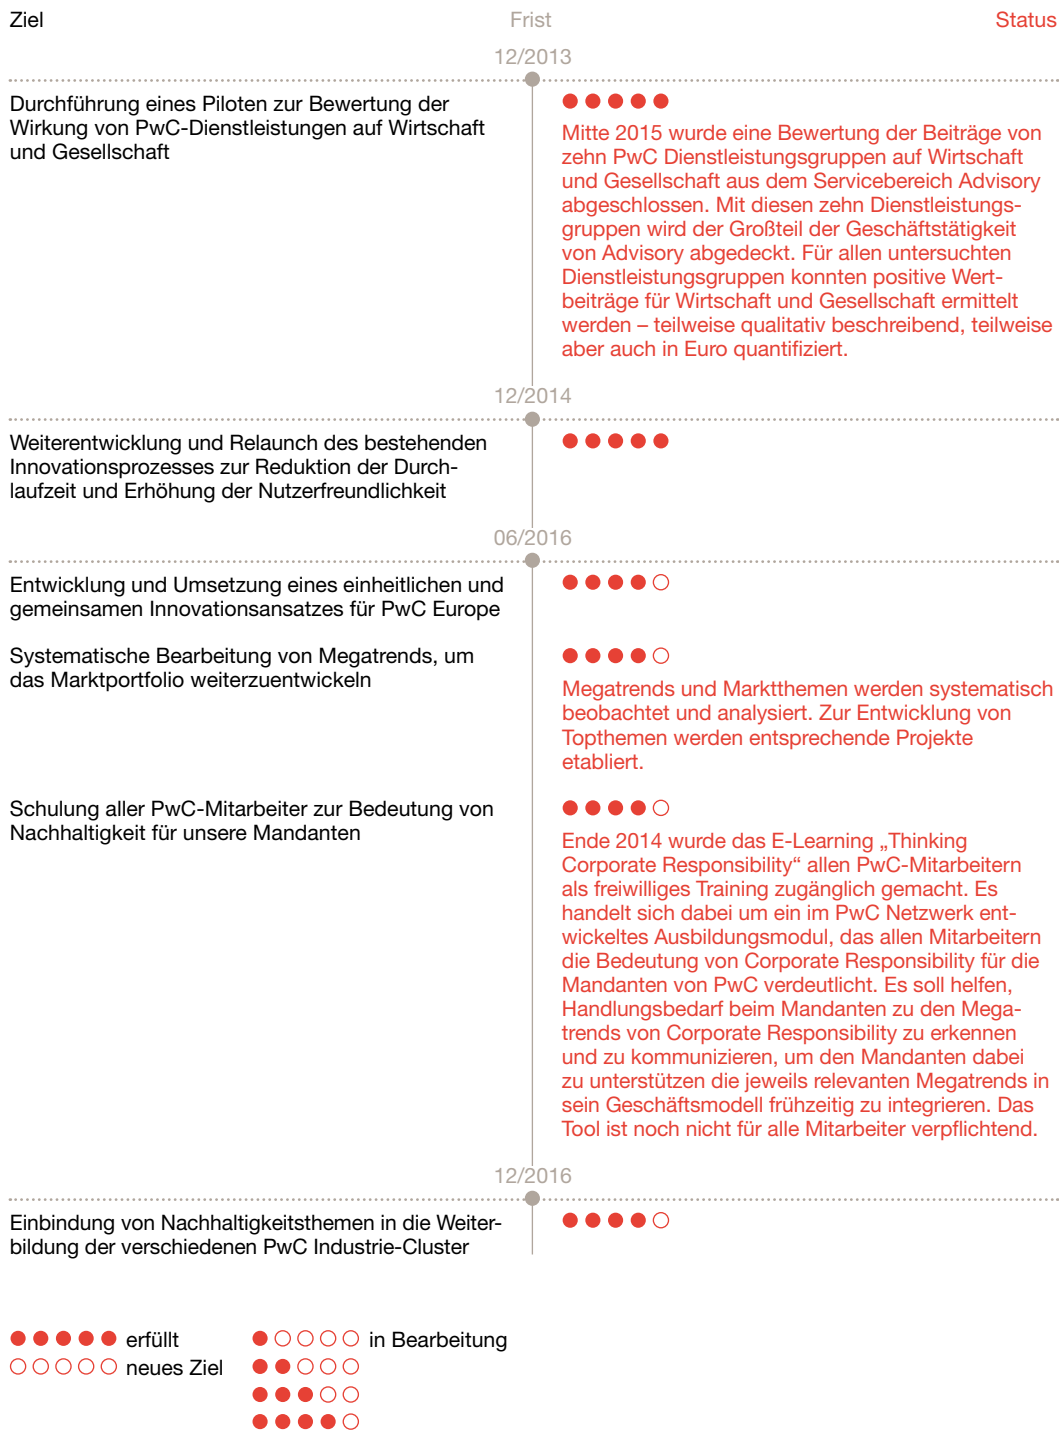 Ziel
Frist
Status
12/2013
Durchführung eines Piloten zur Bewertung der
Wirkung von PwC-Dienstleistungen auf Wirtschaft
und Gesellschaft
Mitte 2015 wurde eine Bewertung der Beiträge von
zehn PwC Dienstleistungsgruppen auf Wirtschaft
und Gesellschaft aus dem Servicebereich Advisory
abgeschlossen. Mit diesen zehn Dienstleistungs-
gruppen wird der Großteil der Geschäftstätigkeit
von Advisory abgedeckt. Für allen untersuchten
Dienstleistungsgruppen konnten positive Wert-
beiträge für Wirtschaft und Gesellschaft ermittelt
werden – teilweise qualitativ beschreibend, teilweise
aber auch in Euro quantifiziert.
12/2014
Weiterentwicklung und Relaunch des bestehenden
Innovationsprozesses zur Reduktion der Durch-
laufzeit und Erhöhung der Nutzerfreundlichkeit
06/2016
Entwicklung und Umsetzung eines einheitlichen und
gemeinsamen Innovationsansatzes für PwC Europe
Systematische Bearbeitung von Megatrends, um
das Marktportfolio weiterzuentwickeln
Megatrends und Marktthemen werden systematisch
beobachtet und analysiert. Zur Entwicklung von
Topthemen werden entsprechende Projekte
etabliert.
Schulung aller PwC-Mitarbeiter zur Bedeutung von
Nachhaltigkeit für unsere Mandanten
Ende 2014 wurde das E-Learning „Thinking
Corporate Responsibility“ allen PwC-Mitarbeitern
als freiwilliges Training zugänglich gemacht. Es
handelt sich dabei um ein im PwC Netzwerk ent-
wickeltes Ausbildungsmodul, das allen Mitarbeitern
die Bedeutung von Corporate Responsibility für die
Mandanten von PwC verdeutlicht. Es soll helfen,
Handlungsbedarf beim Mandanten zu den Mega-
trends von Corporate Responsibility zu erkennen
und zu kommunizieren, um den Mandanten dabei
zu unterstützen die jeweils relevanten Megatrends in
sein Geschäftsmodell frühzeitig zu integrieren. Das
Tool ist noch nicht für alle Mitarbeiter verpflichtend.
12/2016
Einbindung von Nachhaltigkeitsthemen in die Weiter-
bildung der verschiedenen PwC Industrie-Cluster
erfüllt
neues Ziel
in Bearbeitung